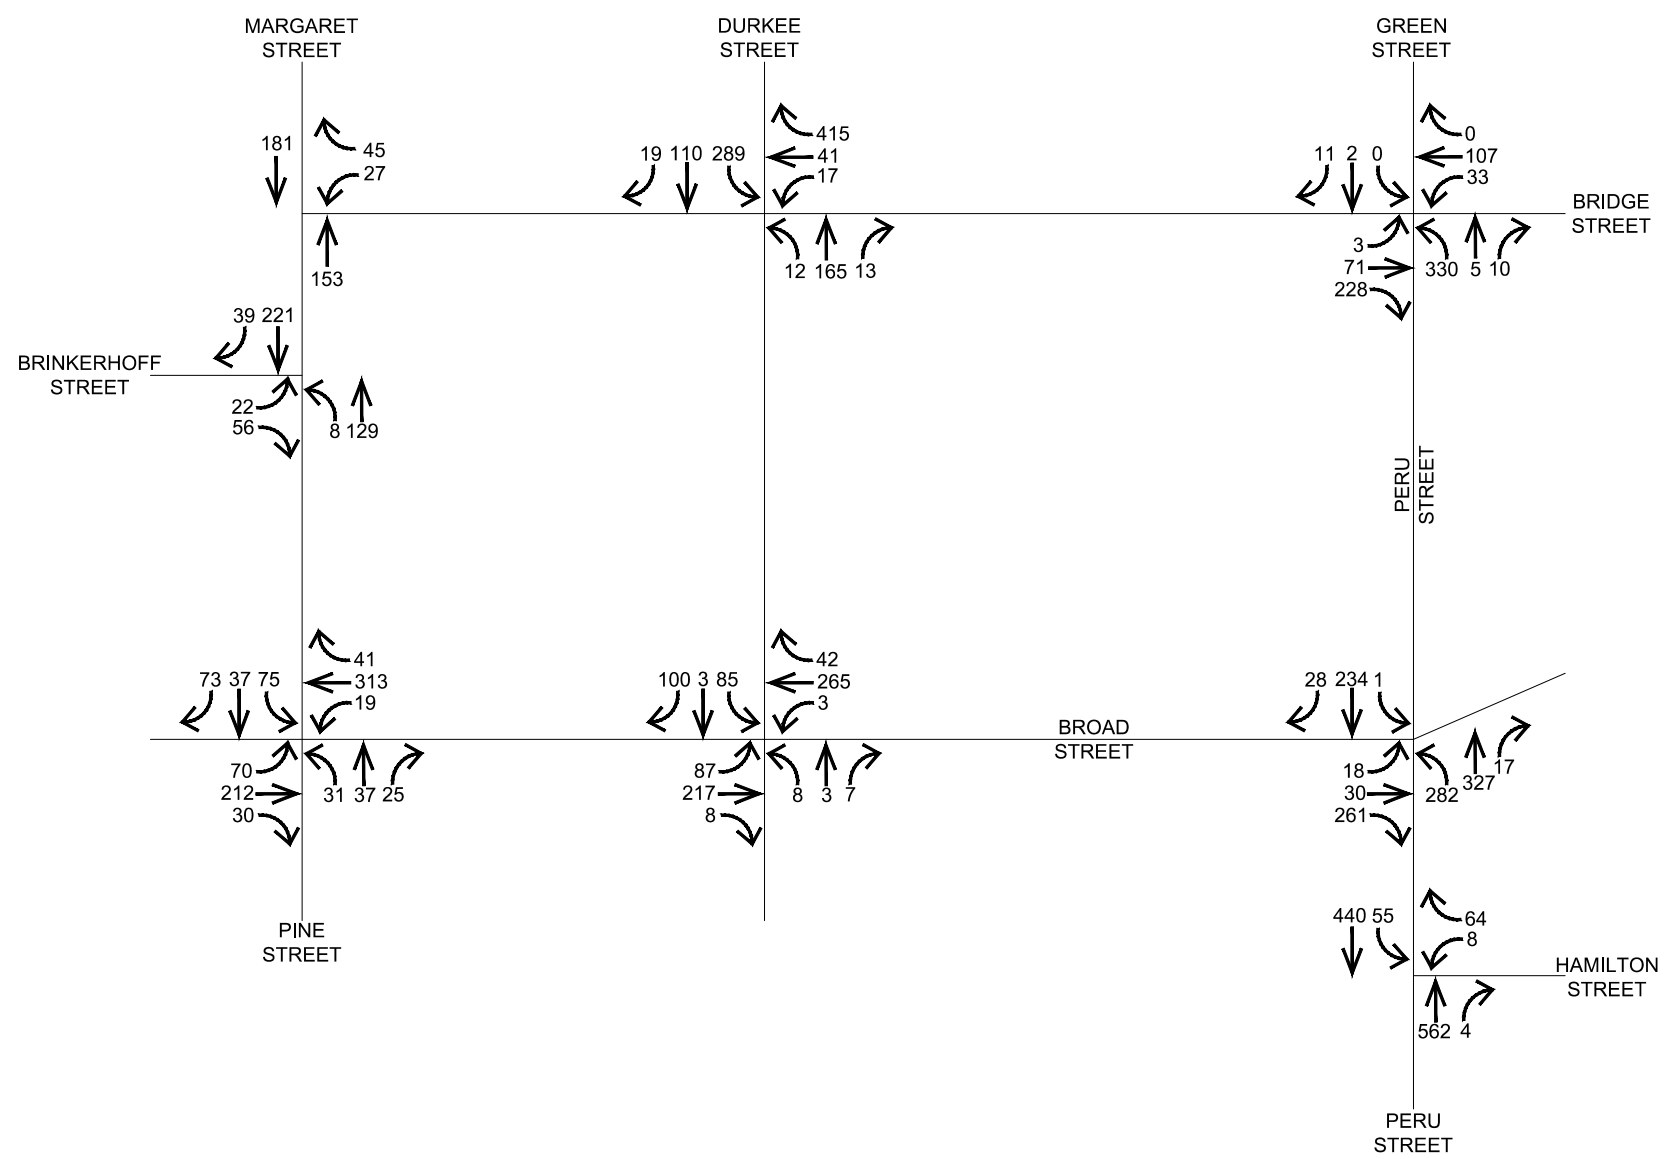 MARGARET
STREET
DURKEE
STREET
GREEN
STREET
181
45
27
153
19 110 289
415
41
17
12 165 13
11 2 0
0
107
33
BRIDGE
STREET
3
71
228
330 5 10
39 221
BRINKERHOFF
STREET
22
56
8 129
PERU
STREET
73 37 75
41
313
19
70
212
30
31 37 25
100 3 85
42
265
3
87
217
8
8 3 7
BROAD
STREET
28 234 1
18
30
261
282 327 17
PINE
STREET
440 55
64
8
HAMILTON
STREET
562 4
PERU
STREET